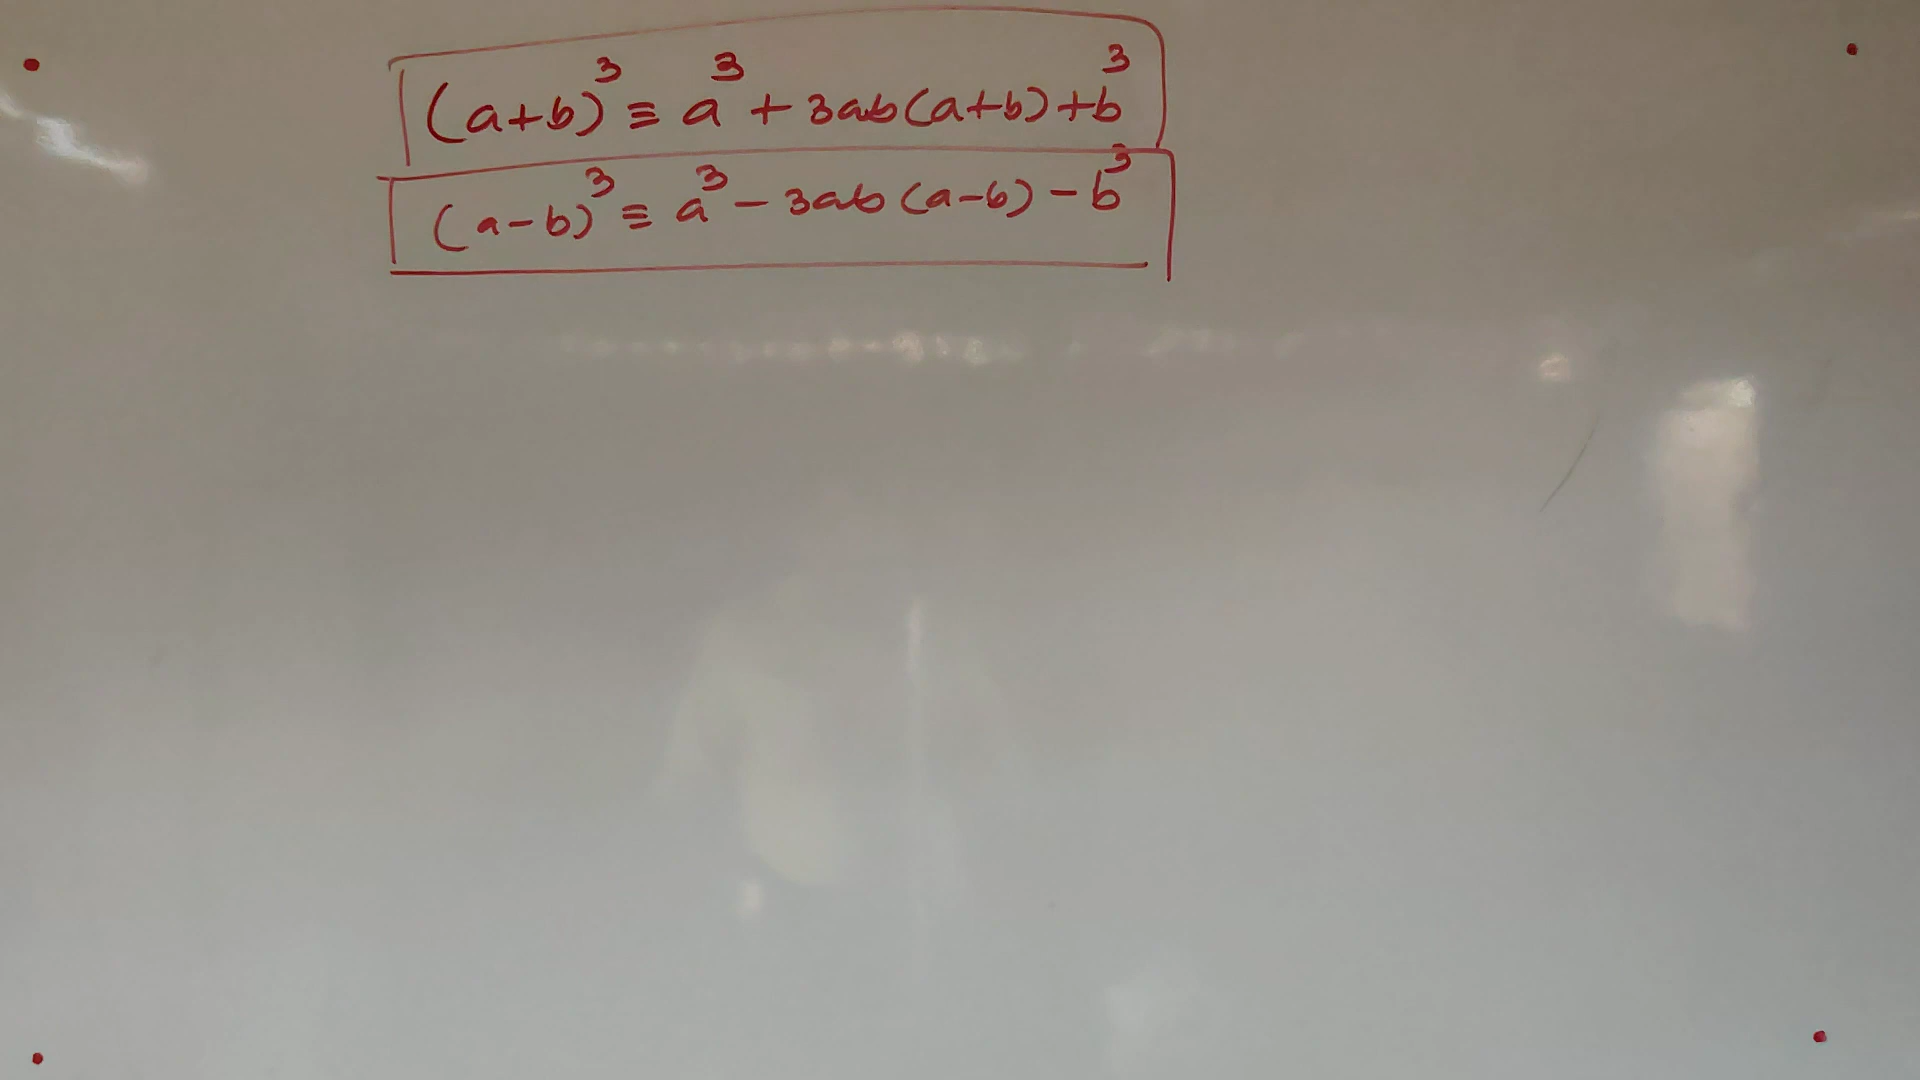 (a+b)³ ≡ a³ + 3ab(a+b) + b³
(a-b)³ ≡ a³ - 3ab(a-b) - b³